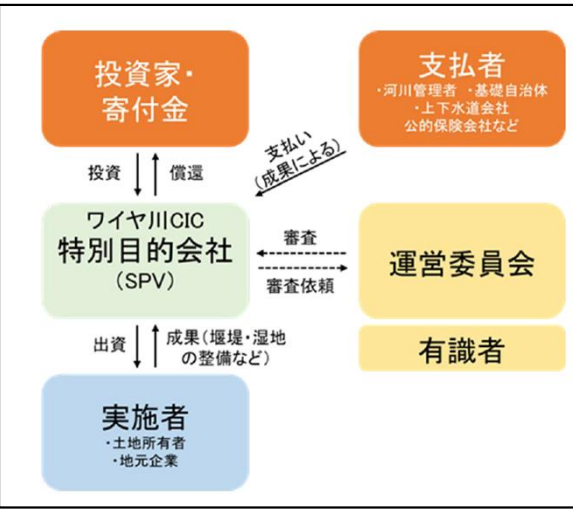 投資家・
寄付金
支払者
・河川管理者 ・基礎自治体
・上下水道会社
公的保険会社など
支払い
(成果による)
投資
償還
ワイヤ川CIC
特別目的会社
(SPV)
審査
審査依頼
運営委員会
有識者
出資
成果(堰堤・湿地
の整備など)
実施者
・土地所有者
・地元企業